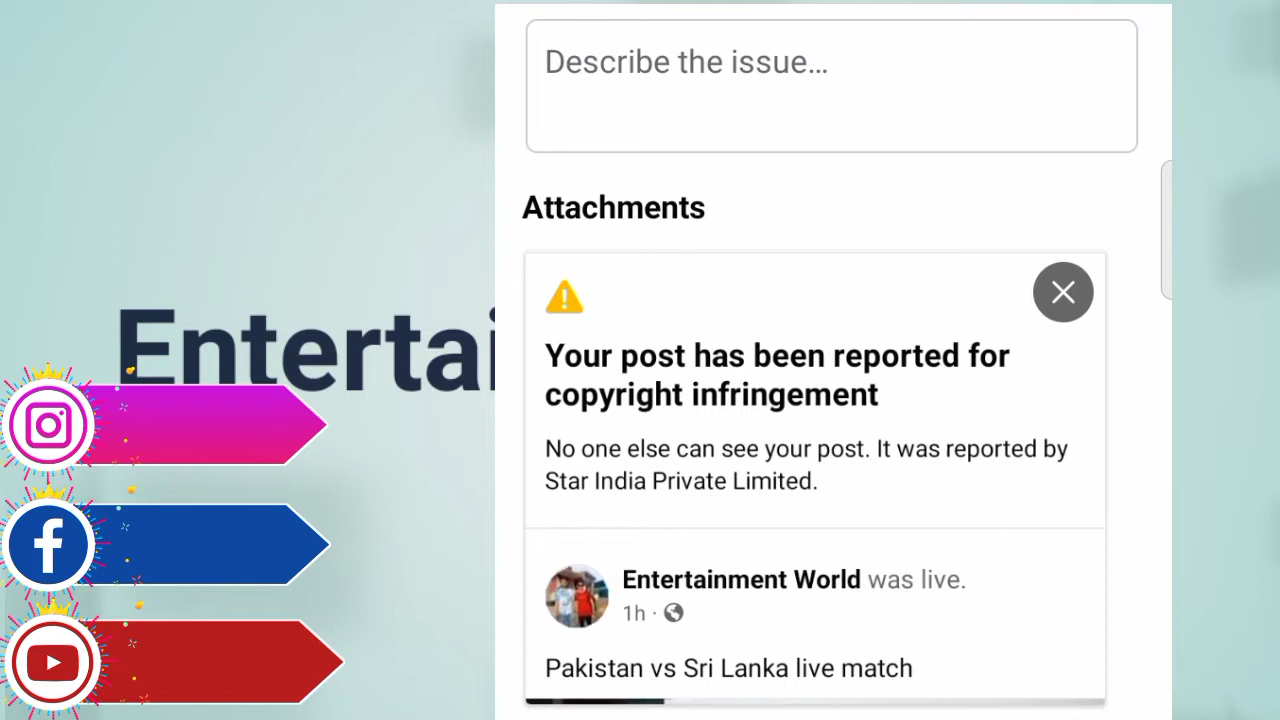 Describe the issue...
Attachments
Your post has been reported for
copyright infringement
No one else can see your post. It was reported by
Star India Private Limited.
Entertai
Entertainment World was live.
1h ·
Pakistan vs Sri Lanka live match